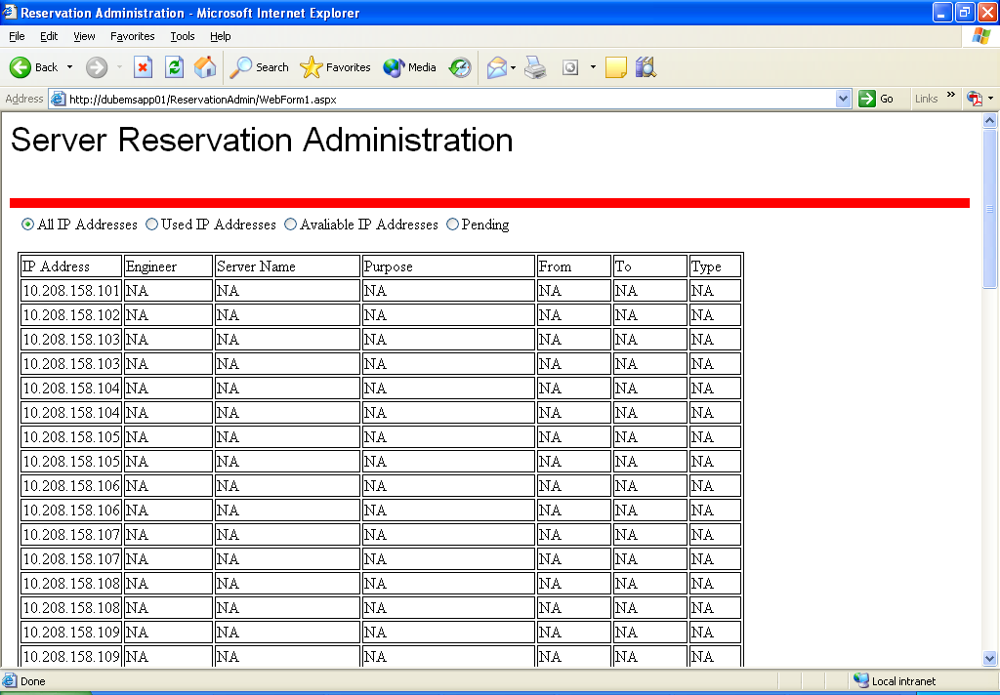 Reservation Administration - Microsoft Internet Explorer
File Edit View Favorites Tools Help
Back Search Favorites Media
Address http://dubemsapp01/ReservationAdmin/WebForm1.aspx Go Links »
Server Reservation Administration
All IP Addresses Used IP Addresses Avaliable IP Addresses Pending
IP Address Engineer Server Name Purpose From To Type
10.208.158.101 NA NA NA NA NA NA
10.208.158.102 NA NA NA NA NA NA
10.208.158.103 NA NA NA NA NA NA
10.208.158.103 NA NA NA NA NA NA
10.208.158.104 NA NA NA NA NA NA
10.208.158.104 NA NA NA NA NA NA
10.208.158.105 NA NA NA NA NA NA
10.208.158.105 NA NA NA NA NA NA
10.208.158.106 NA NA NA NA NA NA
10.208.158.106 NA NA NA NA NA NA
10.208.158.107 NA NA NA NA NA NA
10.208.158.107 NA NA NA NA NA NA
10.208.158.108 NA NA NA NA NA NA
10.208.158.108 NA NA NA NA NA NA
10.208.158.109 NA NA NA NA NA NA
10.208.158.109 NA NA NA NA NA NA
Done Local intranet